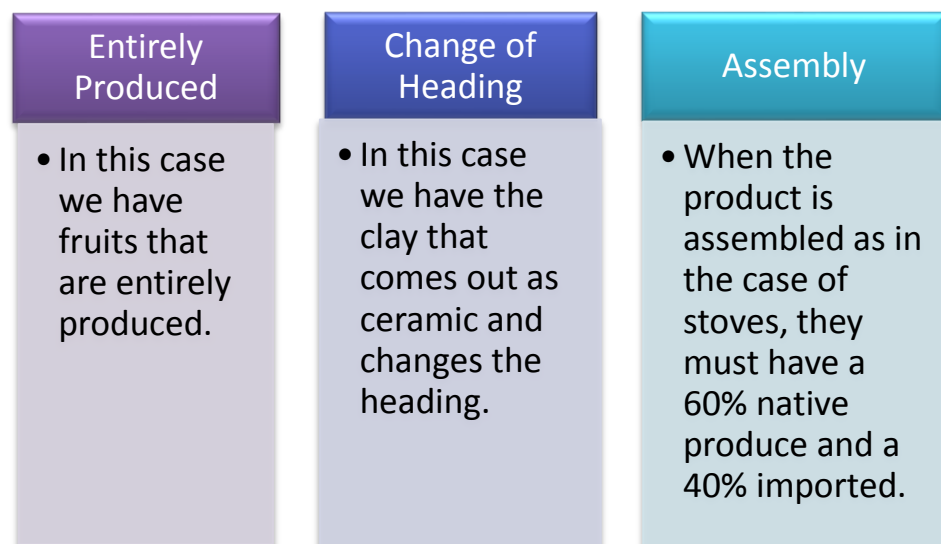 Entirely
Produced
• In this case
we have
fruits that
are entirely
produced.
Change of
Heading
• In this case
we have the
clay that
comes out as
ceramic and
changes the
heading.
Assembly
• When the
product is
assembled as in
the case of
stoves, they
must have a
60% native
produce and a
40% imported.